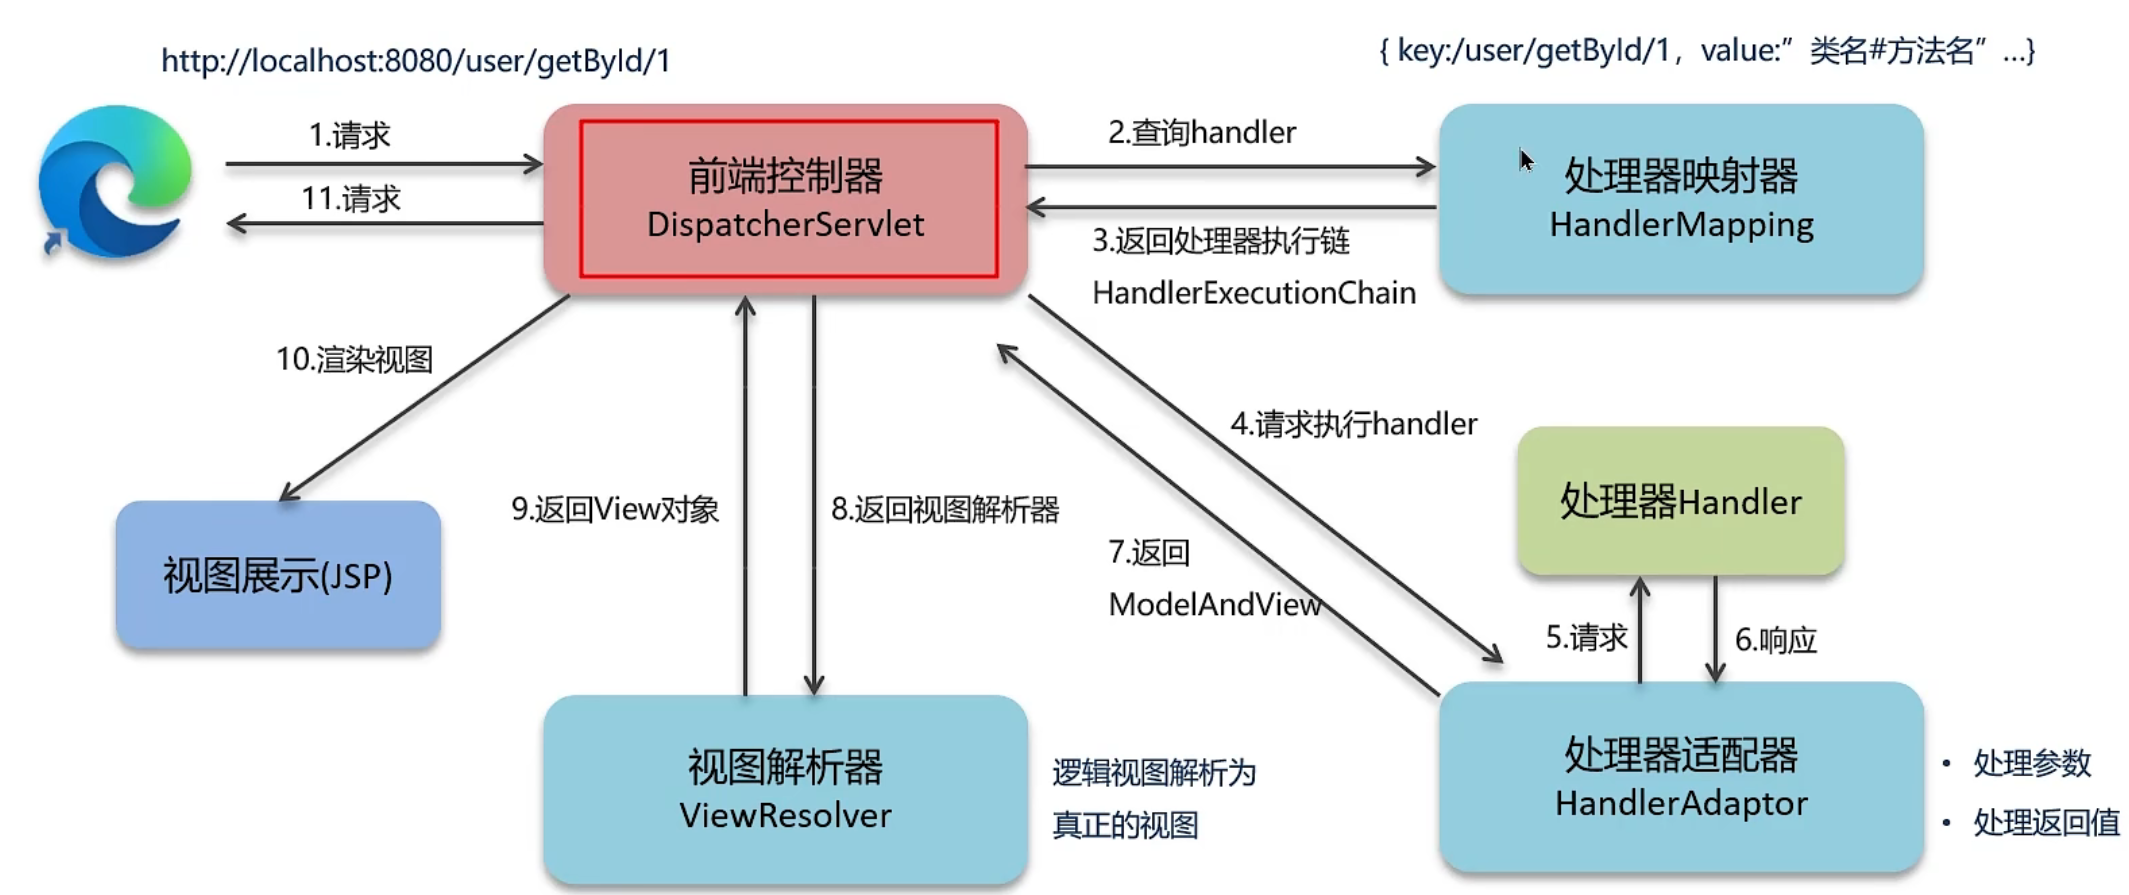 http://localhost:8080/user/getById/1
{ key:/user/getById/1，value:”类名#方法名”…}
1.请求
11.请求
前端控制器
DispatcherServlet
2.查询handler
3.返回处理器执行链
HandlerExecutionChain
处理器映射器
HandlerMapping
10.渲染视图
4.请求执行handler
处理器Handler
9.返回View对象
8.返回视图解析器
7.返回
ModelAndView
5.请求
6.响应
视图展示(JSP)
视图解析器
ViewResolver
逻辑视图解析为
真正的视图
处理器适配器
HandlerAdaptor
• 处理参数
• 处理返回值